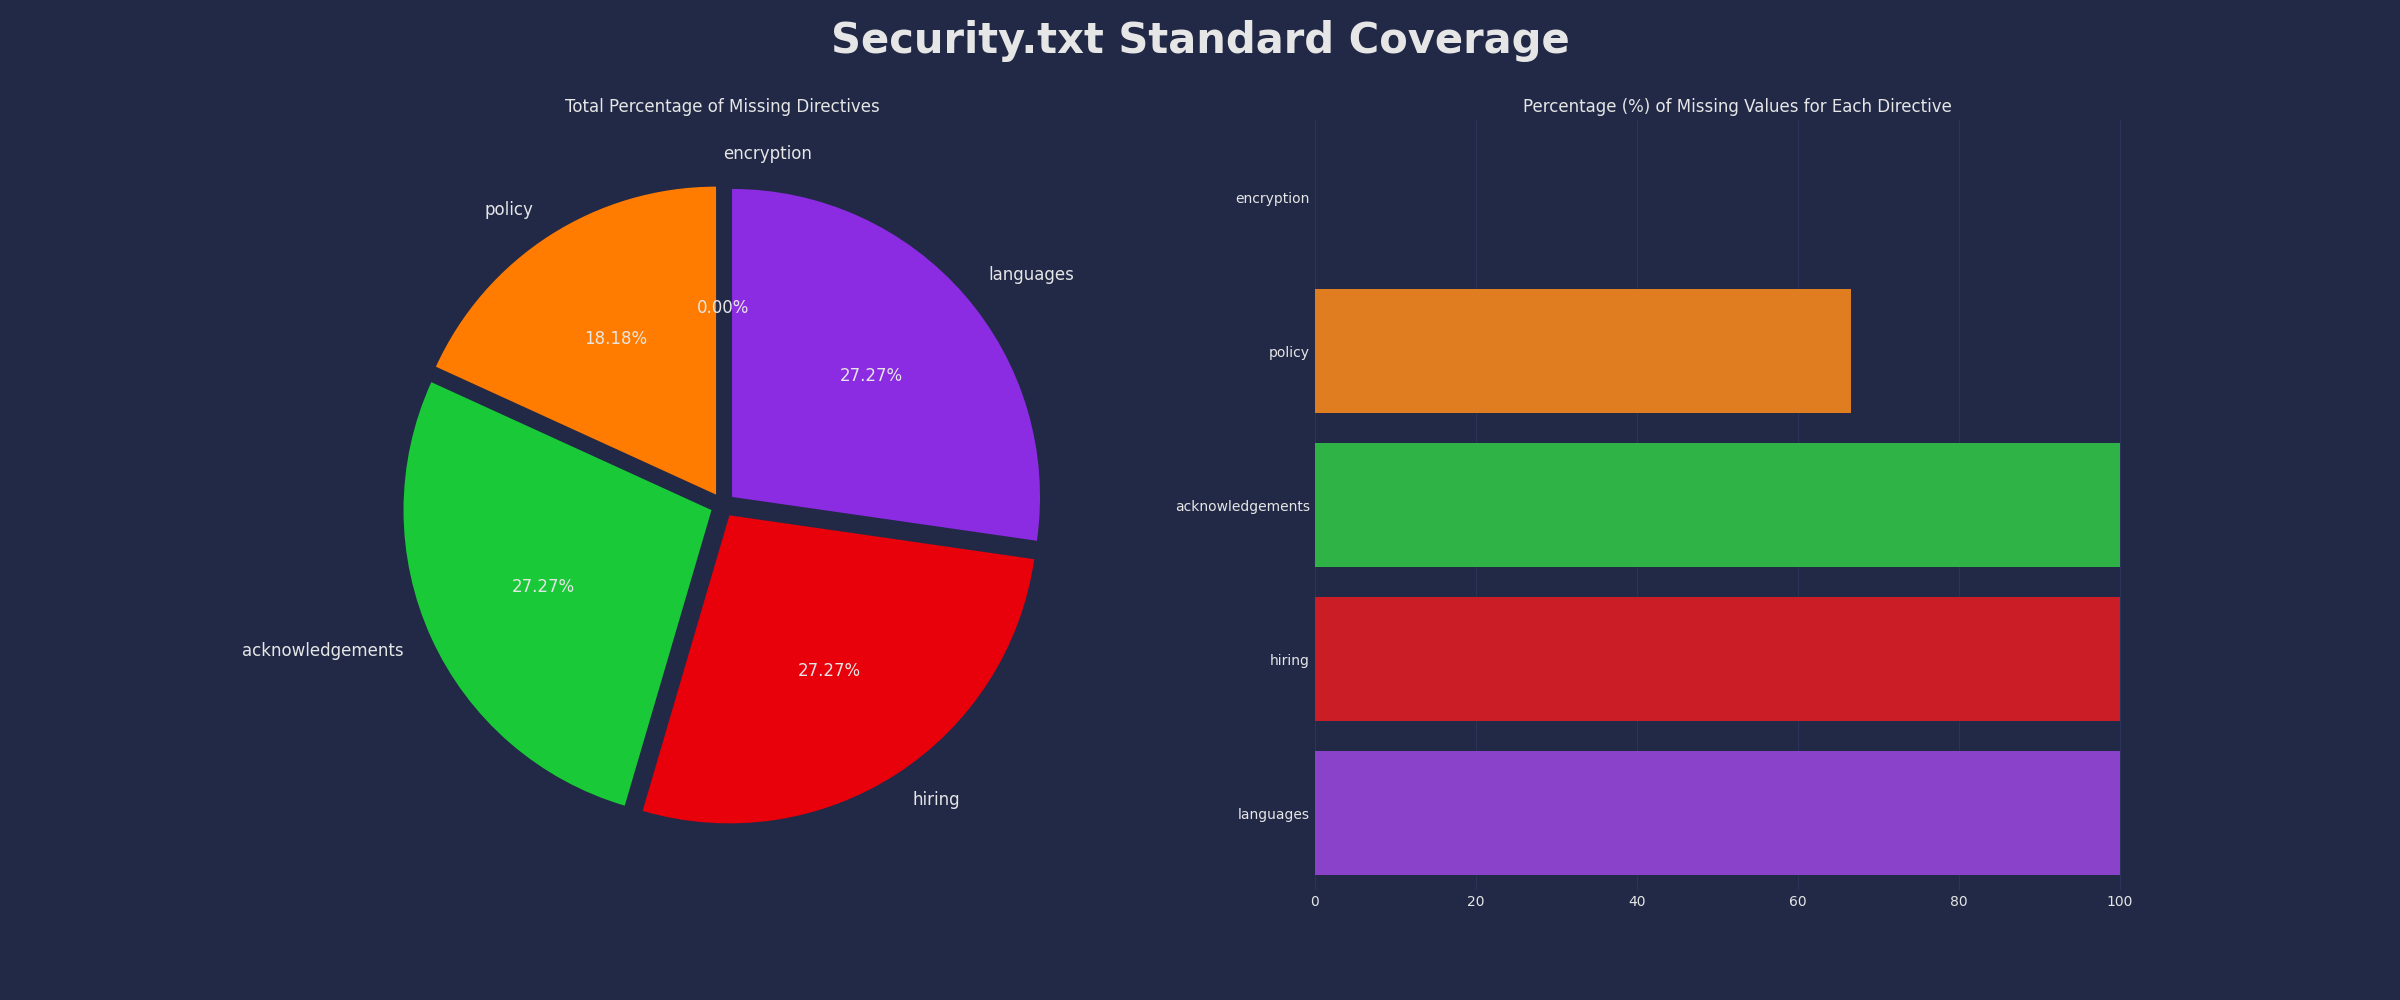 Security.txt Standard Coverage
Total Percentage of Missing Directives
encryption
policy
languages
0.00%
18.18%
27.27%
27.27%
acknowledgements
27.27%
hiring
Percentage (%) of Missing Values for Each Directive
encryption
policy
acknowledgements
hiring
languages
0 20 40 60 80 100